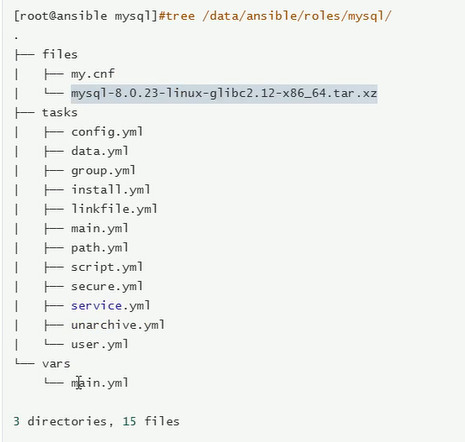 [root@ansible mysql]#tree /data/ansible/roles/mysql/
.
├── files
│   ├── my.cnf
│   └── mysql-8.0.23-linux-glibc2.12-x86_64.tar.xz
├── tasks
│   ├── config.yml
│   ├── data.yml
│   ├── group.yml
│   ├── install.yml
│   ├── linkfile.yml
│   ├── main.yml
│   ├── path.yml
│   ├── script.yml
│   ├── secure.yml
│   ├── service.yml
│   ├── unarchive.yml
│   └── user.yml
└── vars
    └── main.yml

3 directories, 15 files